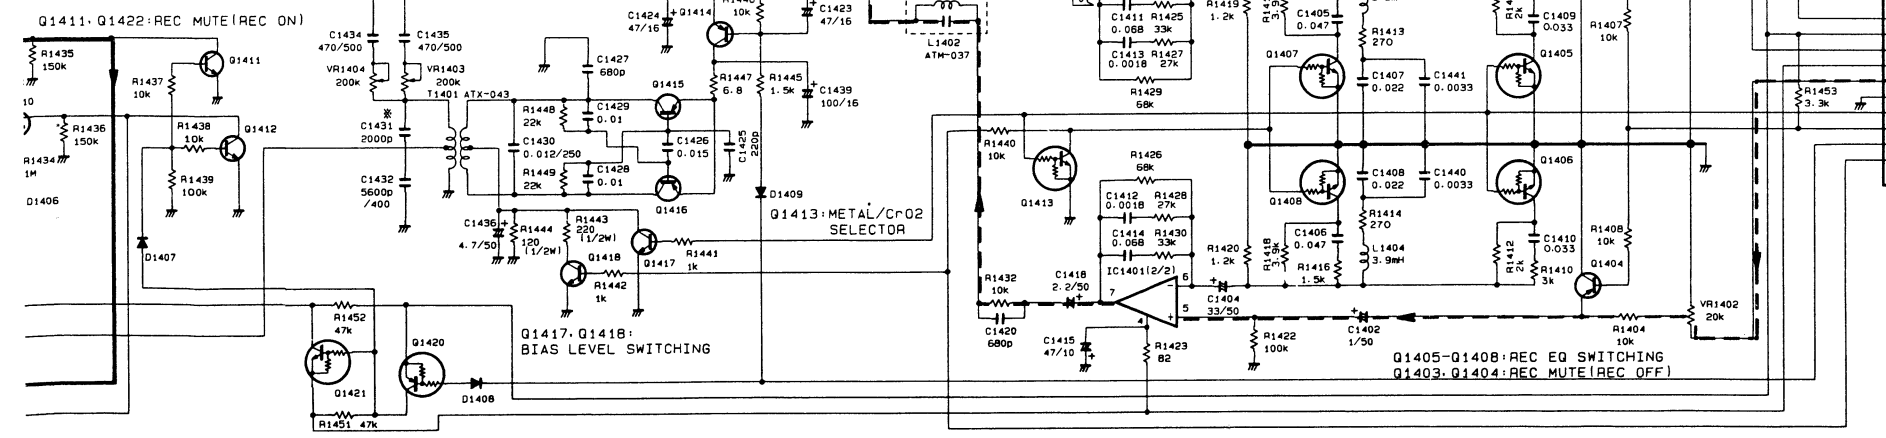 Q1411, Q1422:REC MUTE(REC ON)
R1435
150k
R1437
10k
Q1411
R1436
150k
R1438
10k
Q1412
R1434
1M
R1439
100k
D1406
D1407
C1434
470/500
C1435
470/500
VR1404
200k
VR1403
200k
T1401 ATX-043
※
C1431
2000p
C1432
5600p
/400
C1424
47/16
Q1414
10k
C1423
47/16
C1427
680p
Q1415
R1447
6.8
R1445
1.5k
C1439
100/16
R1448
22k
C1429
0.01
C1430
0.012/250
C1426
0.015
C1425
220p
R1449
22k
C1428
0.01
Q1416
D1409
C1436
4.7/50
R1444
120
(1/2W)
R1443
220
(1/2W)
Q1418
Q1417
R1441
1k
R1442
1k
Q1413:METAL/CrO2
SELECTOR
Q1417, Q1418:
BIAS LEVEL SWITCHING
R1452
47k
Q1420
Q1421
D1408
R1451 47k
L1402
ATM-037
C1411
0.068
R1425
33k
C1413
0.0018
R1427
27k
R1429
68k
R1419
1.2k
3.9k
C1405
0.047
R1413
270
Q1407
C1407
0.022
C1441
0.0033
2k
C1409
0.033
Q1405
R1407
10k
R1453
3.3k
R1440
10k
Q1413
R1426
68k
C1412
0.0018
R1428
27k
C1414
0.068
R1430
33k
IC1401(2/2)
Q1408
C1408
0.022
C1440
0.0033
Q1406
R1414
270
R1420
1.2k
R1418
3.9k
C1406
0.047
R1416
1.5k
L1404
3.9mH
R1412
2k
C1410
0.033
R1410
3k
R1408
10k
Q1404
R1432
10k
C1418
2.2/50
7
6
5
4
C1404
33/50
C1420
680p
C1415
47/10
R1423
82
R1422
100k
C1402
1/50
R1404
10k
VR1402
20k
Q1405-Q1408:REC EQ SWITCHING
Q1403, Q1404:REC MUTE(REC OFF)